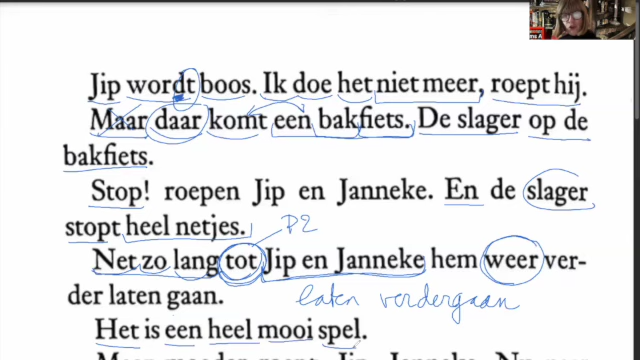 Jip wordt boos. Ik doe het niet meer, roept hij.
Maar daar komt een bakfiets. De slager op de
bakfiets.
Stop! roepen Jip en Janneke. En de slager
stopt heel netjes.
P2
Net zo lang tot Jip en Janneke hem weer ver-
der laten gaan.
laten verdergaan
Het is een heel mooi spel.